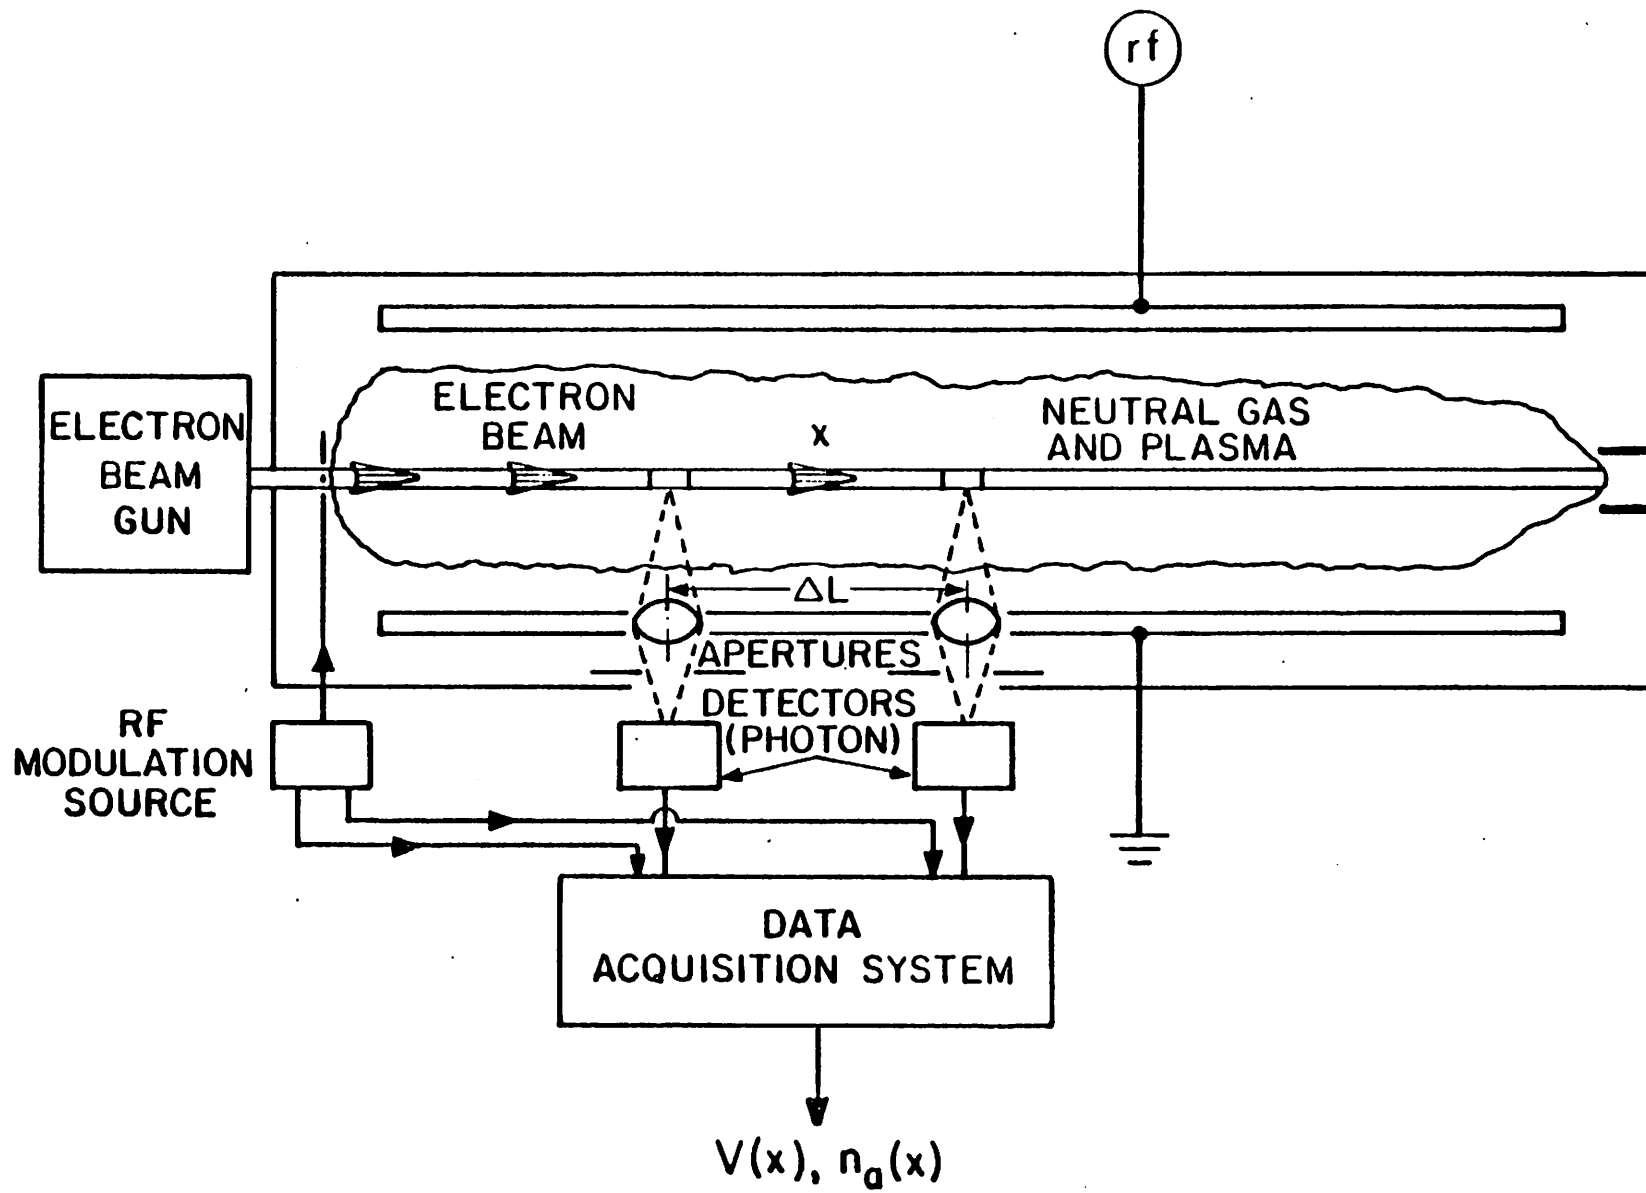 rf
ELECTRON
BEAM
GUN
ELECTRON
BEAM
x
NEUTRAL GAS
AND PLASMA
ΔL
APERTURES
DETECTORS
(PHOTON)
RF
MODULATION
SOURCE
DATA
ACQUISITION SYSTEM
V(x), nₐ(x)